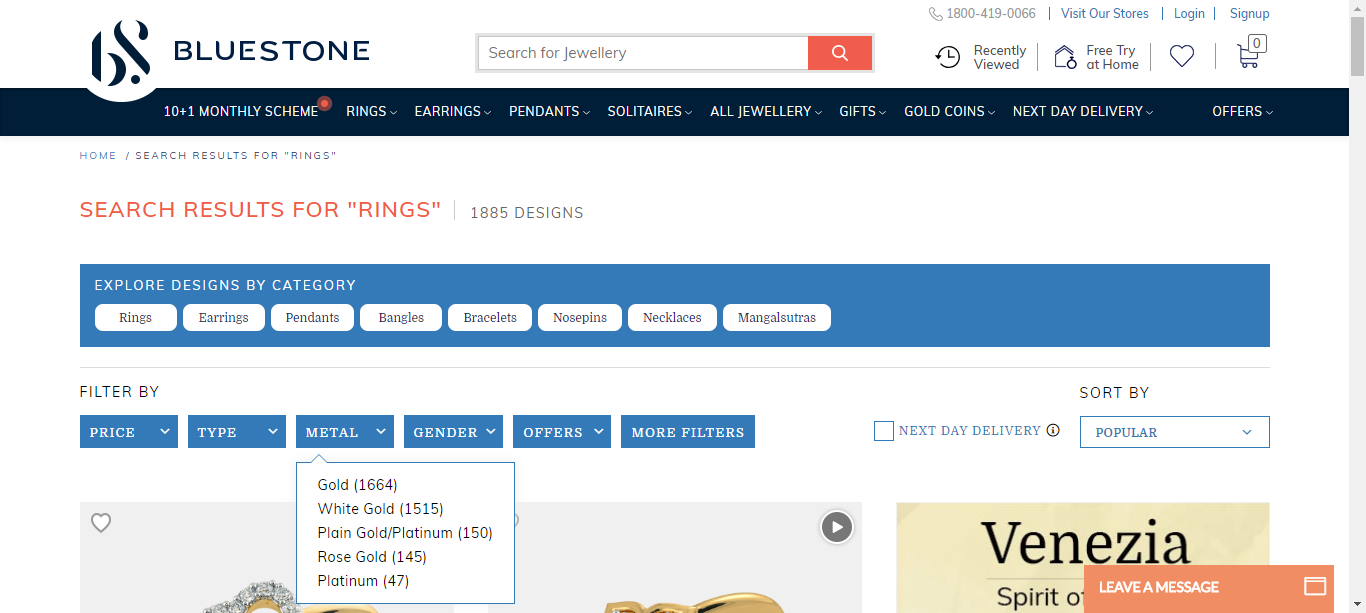 1800-419-0066 Visit Our Stores Login Signup
BLUESTONE
Search for Jewellery
Recently
Viewed
Free Try
at Home
0
10+1 MONTHLY SCHEME RINGS EARRINGS PENDANTS SOLITAIRES ALL JEWELLERY GIFTS GOLD COINS NEXT DAY DELIVERY OFFERS
HOME / SEARCH RESULTS FOR "RINGS"
SEARCH RESULTS FOR "RINGS" 1885 DESIGNS
EXPLORE DESIGNS BY CATEGORY
Rings Earrings Pendants Bangles Bracelets Nosepins Necklaces Mangalsutras
FILTER BY
SORT BY
PRICE TYPE METAL GENDER OFFERS MORE FILTERS
NEXT DAY DELIVERY
POPULAR
Gold (1664)
White Gold (1515)
Plain Gold/Platinum (150)
Rose Gold (145)
Platinum (47)
Venezia
Spirit of
LEAVE A MESSAGE